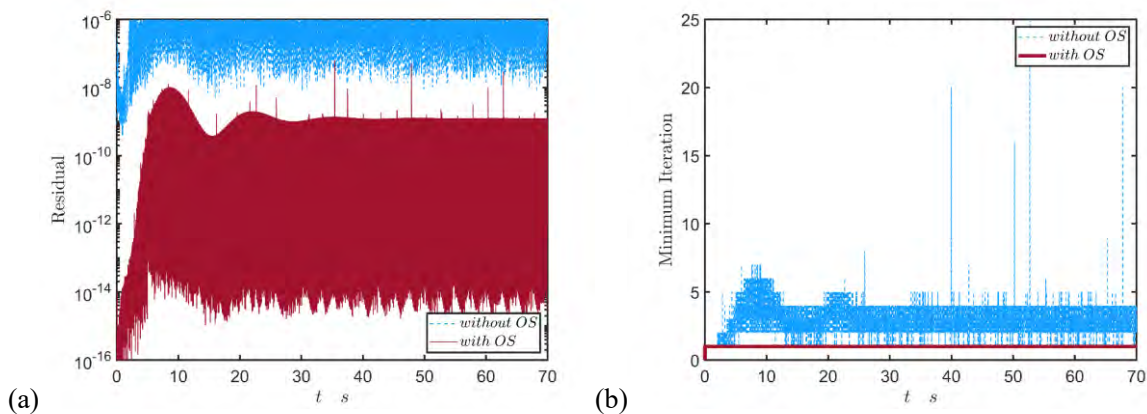 10^-6
10^-8
10^-10
10^-12
10^-14
10^-16
Residual
0 10 20 30 40 50 60 70
t s
without OS
with OS
(a)
25
20
15
10
5
0
Minimum Iteration
0 10 20 30 40 50 60 70
t s
without OS
with OS
(b)